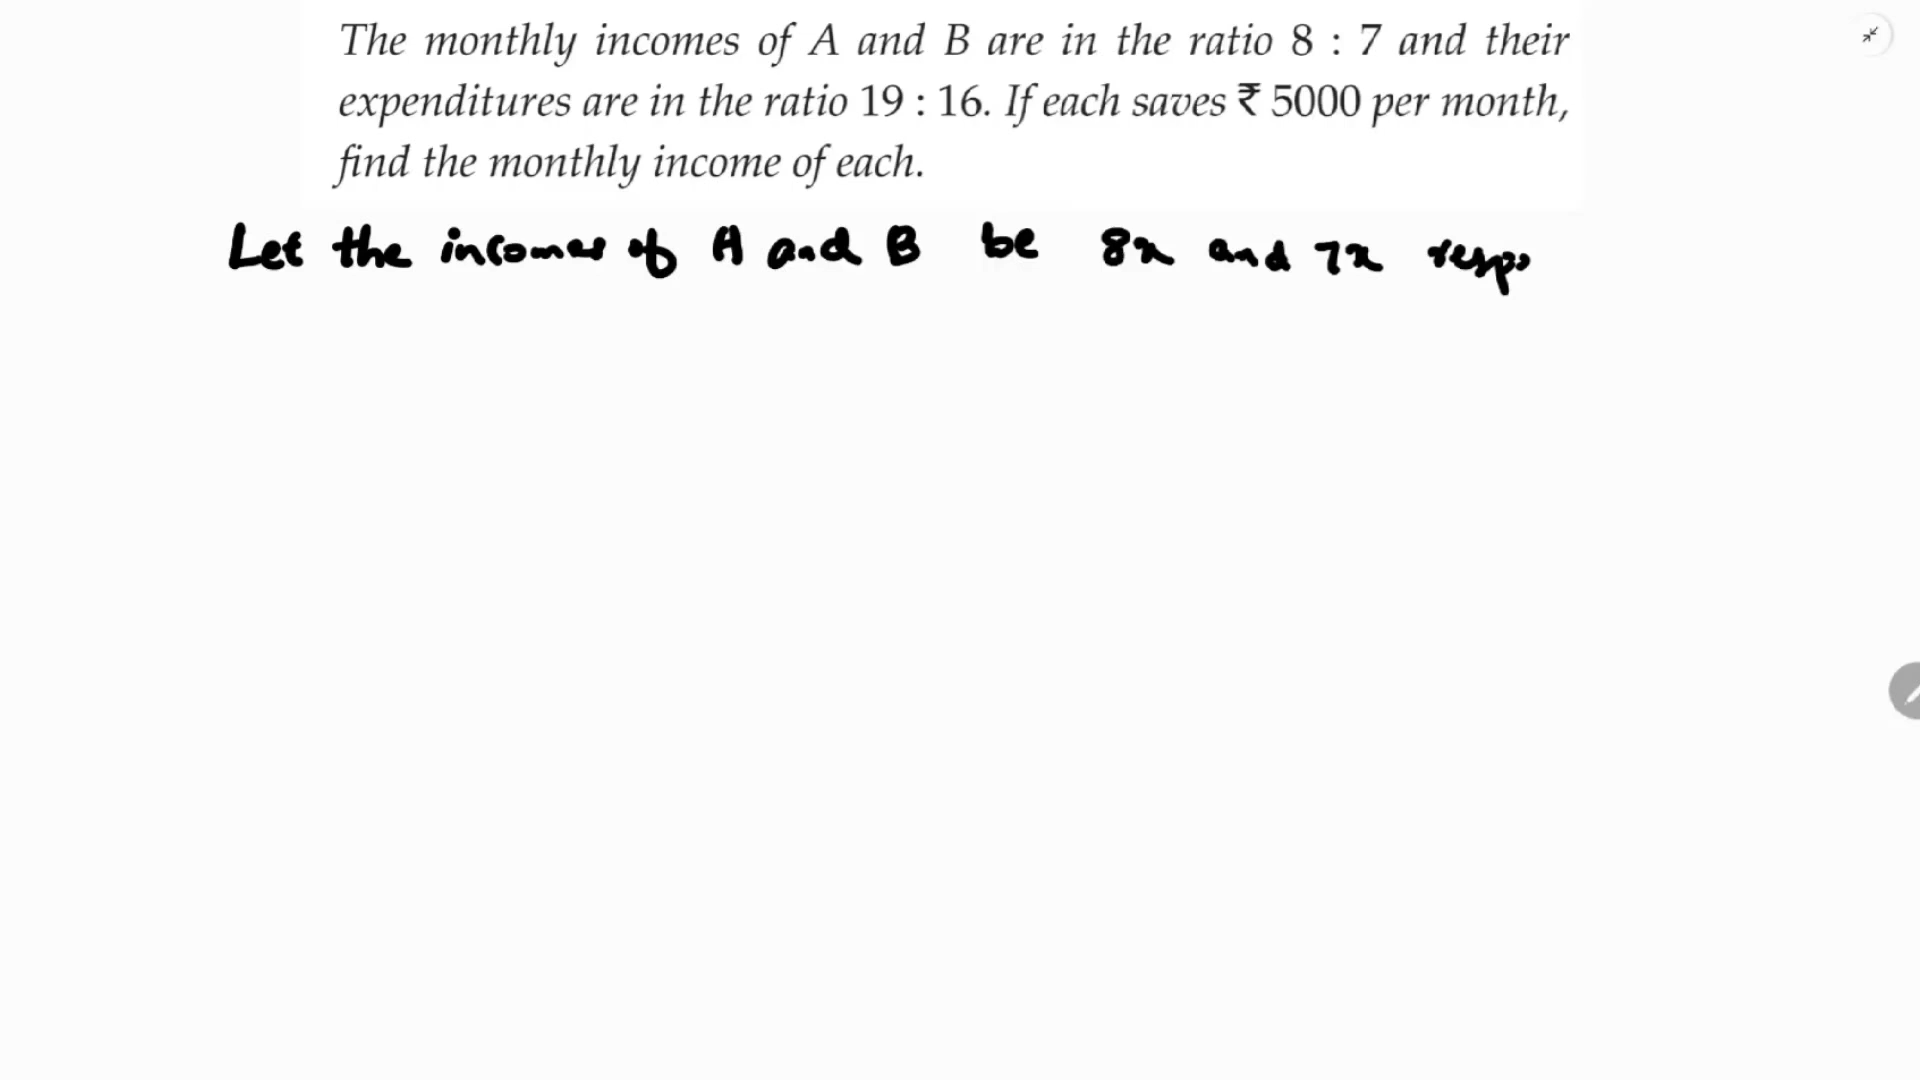 The monthly incomes of A and B are in the ratio 8 : 7 and their
expenditures are in the ratio 19 : 16. If each saves ₹ 5000 per month,
find the monthly income of each.
Let the incomes of A and B be 8x and 7x resp